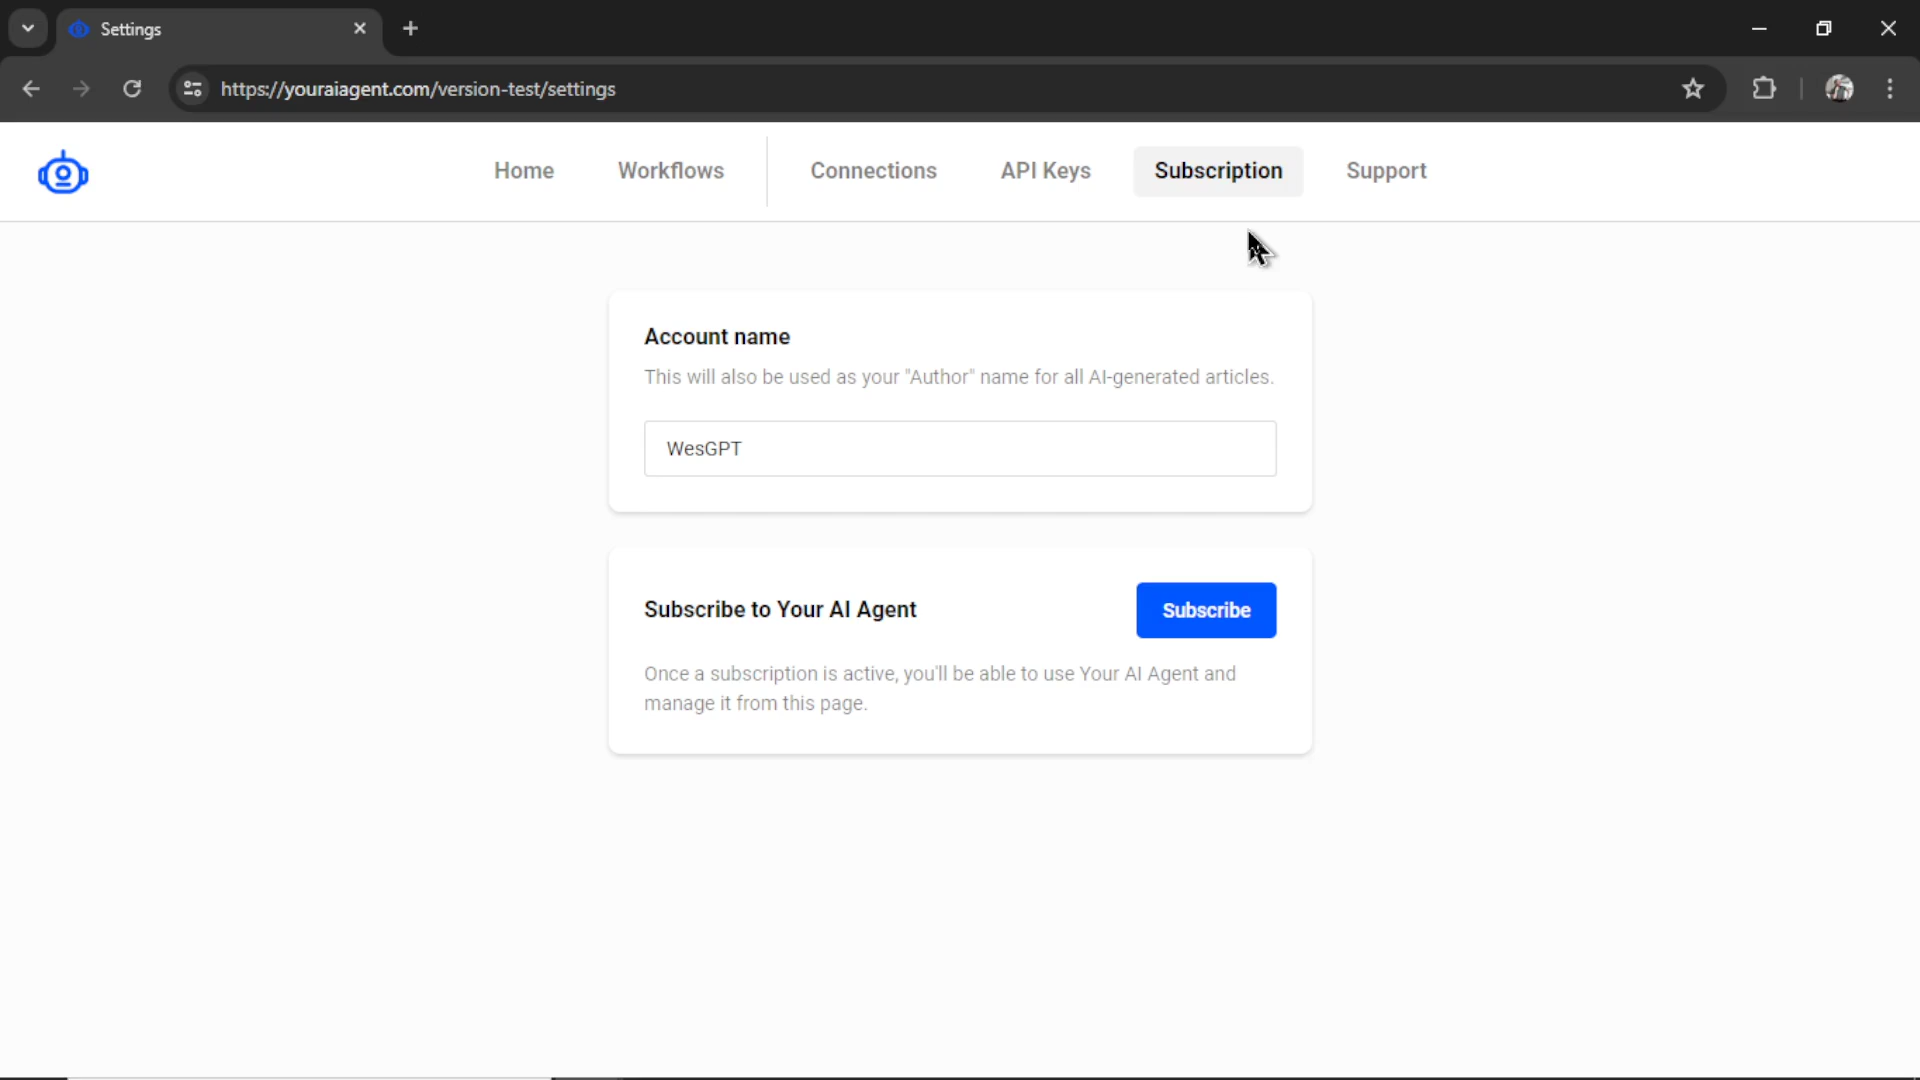 Settings
https://youraiagent.com/version-test/settings
Home Workflows Connections API Keys Subscription Support
Account name
This will also be used as your "Author" name for all AI-generated articles.
WesGPT
Subscribe to Your AI Agent Subscribe
Once a subscription is active, you'll be able to use Your AI Agent and
manage it from this page.